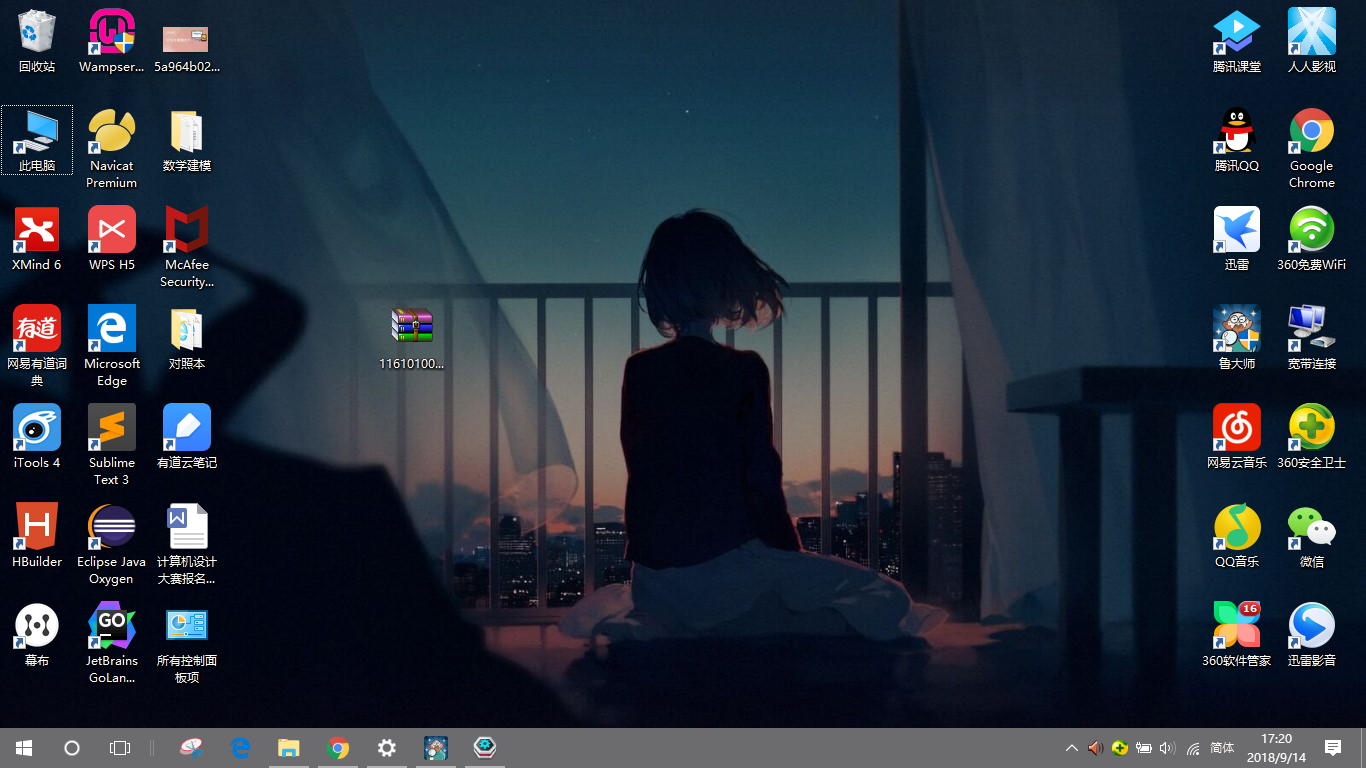 回收站
Wampser...
5a964b02...
此电脑
Navicat
Premium
数学建模
XMind 6
WPS H5
McAfee
Security...
有道
网易有道词
典
Microsoft
Edge
对照本
iTools 4
Sublime
Text 3
有道云笔记
HBuilder
Eclipse Java
Oxygen
计算机设计
大赛报名...
幕布
GO
JetBrains
GoLan...
所有控制面
板项
11610100...
腾讯课堂
人人影视
腾讯QQ
Google
Chrome
迅雷
360免费WiFi
鲁大师
宽带连接
网易云音乐
360安全卫士
QQ音乐
微信
16
360软件管家
迅雷影音
简体
17:20
2018/9/14